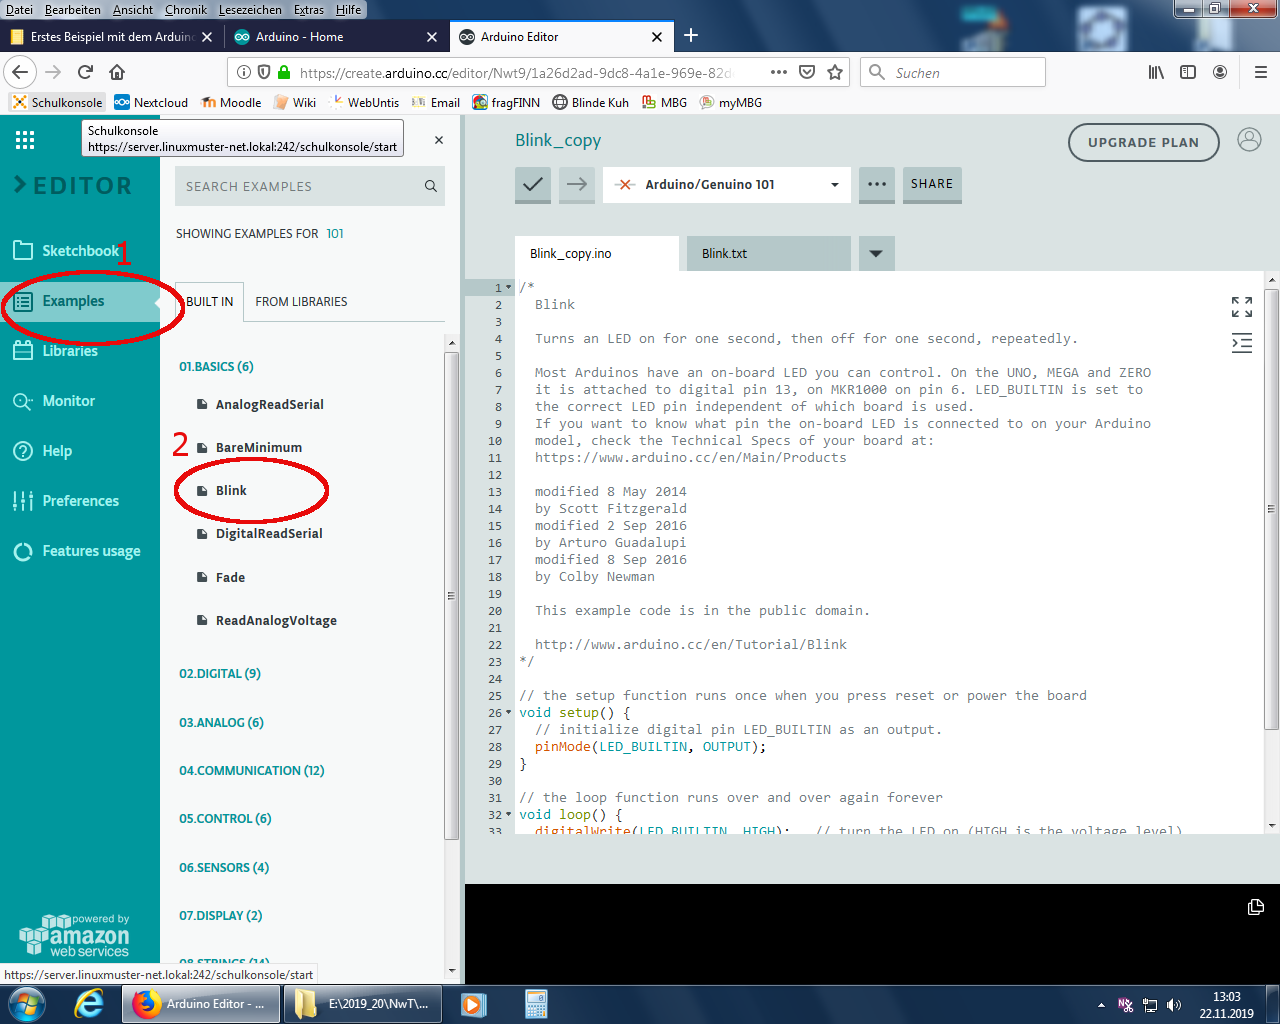 Datei Bearbeiten Ansicht Chronik Lesezeichen Extras Hilfe
Erstes Beispiel mit dem Arduin
Arduino - Home
Arduino Editor
https://create.arduino.cc/editor/Nwt9/1a26d2ad-9dc8-4a1e-969e-82d
Suchen
Schulkonsole Nextcloud Moodle Wiki WebUntis Email fragFINN Blinde Kuh MBG myMBG
Schulkonsole
https://server.linuxmuster-net.lokal:242/schulkonsole/start
EDITOR
Sketchbook
1
Examples
Libraries
Monitor
Help
Preferences
Features usage
powered by
amazon
web services
SEARCH EXAMPLES
SHOWING EXAMPLES FOR 101
BUILT IN FROM LIBRARIES
01.BASICS (6)
AnalogReadSerial
2
BareMinimum
Blink
DigitalReadSerial
Fade
ReadAnalogVoltage
02.DIGITAL (9)
03.ANALOG (6)
04.COMMUNICATION (12)
05.CONTROL (6)
06.SENSORS (4)
07.DISPLAY (2)
08.STRINGS (14)
https://server.linuxmuster-net.lokal:242/schulkonsole/start
Blink_copy
UPGRADE PLAN
Arduino/Genuino 101
SHARE
Blink_copy.ino Blink.txt
1 /*
2 Blink
3
4 Turns an LED on for one second, then off for one second, repeatedly.
5
6 Most Arduinos have an on-board LED you can control. On the UNO, MEGA and ZERO
7 it is attached to digital pin 13, on MKR1000 on pin 6. LED_BUILTIN is set to
8 the correct LED pin independent of which board is used.
9 If you want to know what pin the on-board LED is connected to on your Arduino
10 model, check the Technical Specs of your board at:
11 https://www.arduino.cc/en/Main/Products
12
13 modified 8 May 2014
14 by Scott Fitzgerald
15 modified 2 Sep 2016
16 by Arturo Guadalupi
17 modified 8 Sep 2016
18 by Colby Newman
19
20 This example code is in the public domain.
21
22 http://www.arduino.cc/en/Tutorial/Blink
23 */
24
25 // the setup function runs once when you press reset or power the board
26 void setup() {
27 // initialize digital pin LED_BUILTIN as an output.
28 pinMode(LED_BUILTIN, OUTPUT);
29 }
30
31 // the loop function runs over and over again forever
32 void loop() {
33 digitalWrite(LED_BUILTIN, HIGH); // turn the LED on (HIGH is the voltage level)
Arduino Editor - ...
E:\2019_20\NwT\...
13:03
22.11.2019